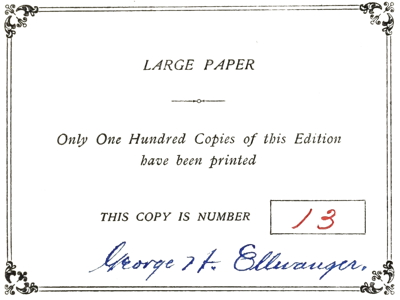 LARGE PAPER
Only One Hundred Copies of this Edition
have been printed
THIS COPY IS NUMBER 13
George H. Ellwanger.